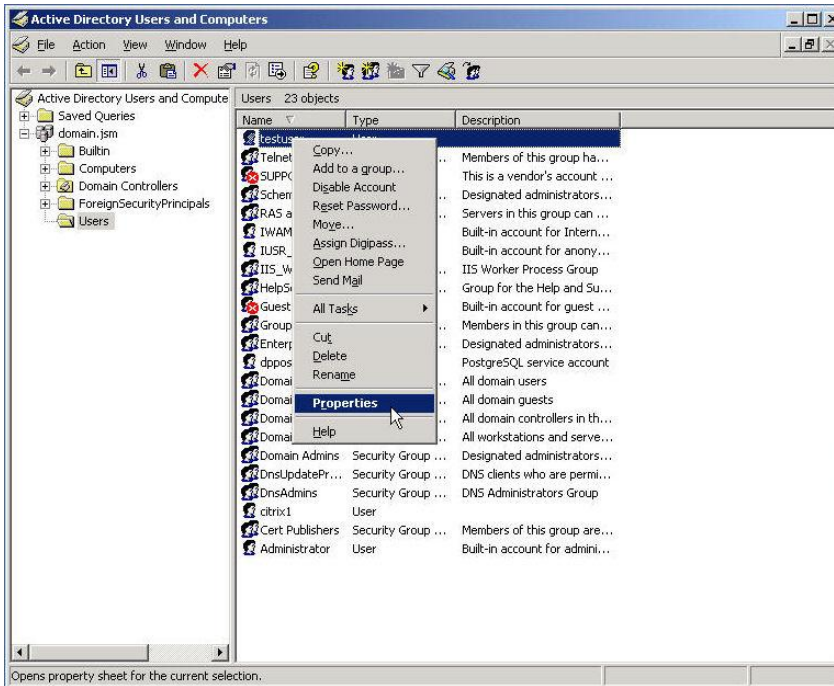 Active Directory Users and Computers
File Action View Window Help
Active Directory Users and Compute
Saved Queries
domain.jsm
Builtin
Computers
Domain Controllers
ForeignSecurityPrincipals
Users
Users 23 objects
Name Type Description
testuser User
Telnet .. Members of this group ha...
SUPPO This is a vendor's account ...
Schem .. Designated administrators...
RAS a .. Servers in this group can ...
IWAM Built-in account for Intern...
IUSR_ Built-in account for anony...
IIS_W .. IIS Worker Process Group
HelpSe .. Group for the Help and Su...
Guest Built-in account for guest ...
Group .. Members in this group can...
Enterp .. Designated administrators...
dppos PostgreSQL service account
Domai .. All domain users
Domai .. All domain guests
Domai .. All domain controllers in th...
Domai .. All workstations and serve...
Domain Admins Security Group ... Designated administrators...
DnsUpdatePr... Security Group ... DNS clients who are permi...
DnsAdmins Security Group ... DNS Administrators Group
citrix1 User
Cert Publishers Security Group ... Members of this group are...
Administrator User Built-in account for admini...
Copy...
Add to a group...
Disable Account
Reset Password...
Move...
Assign Digipass...
Open Home Page
Send Mail
All Tasks
Cut
Delete
Rename
Properties
Help
Opens property sheet for the current selection.